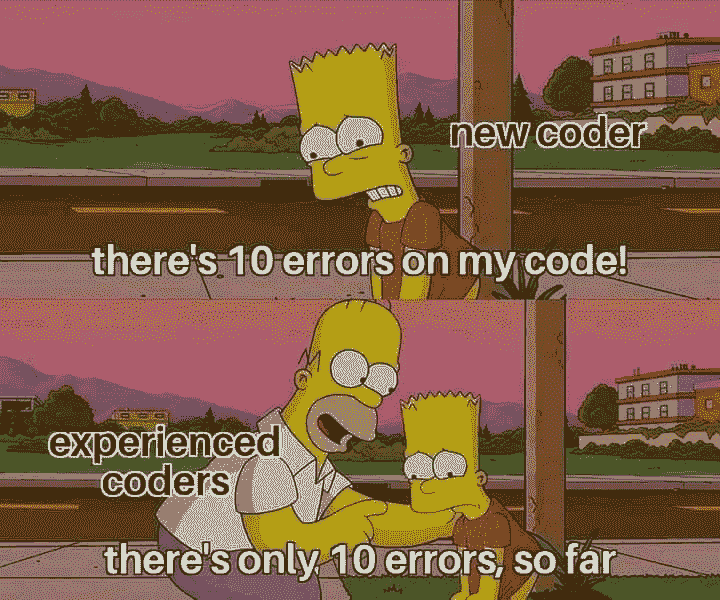 new coder
there's 10 errors on my code!
experienced
coders
there's only 10 errors, so far